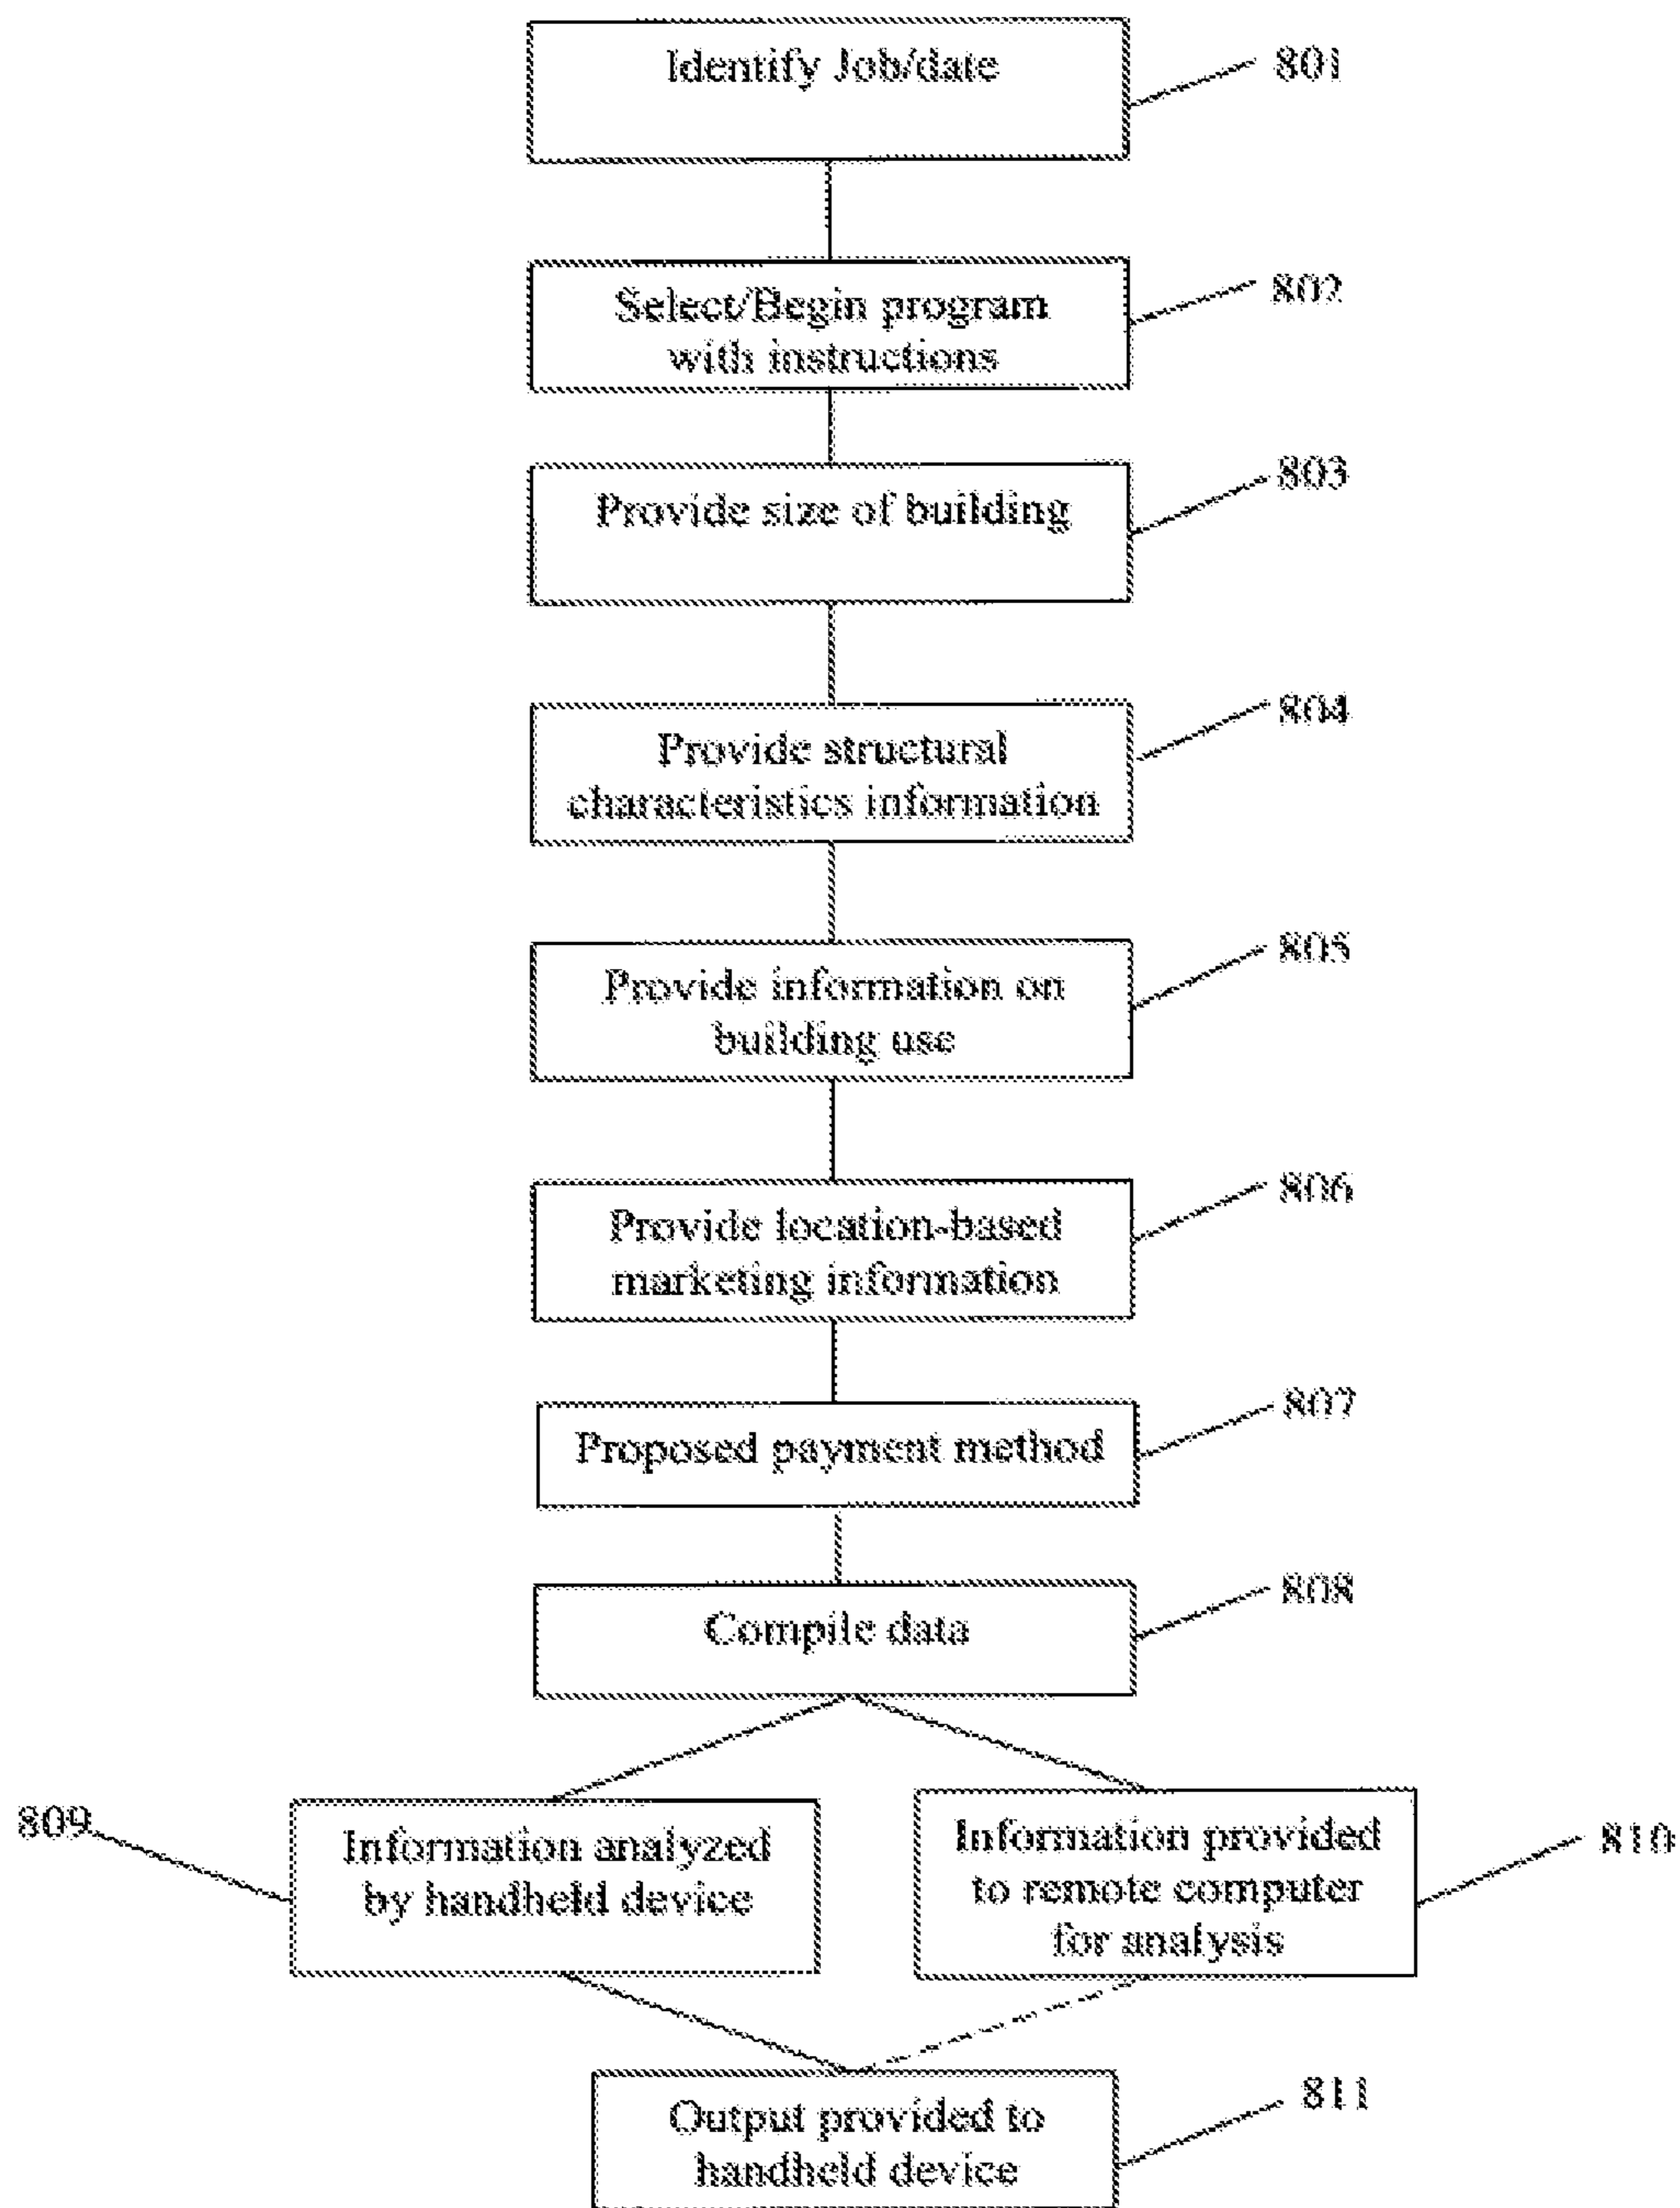 Identify Job/date
801
Select/Begin program
with instructions
802
Provide size of building
803
Provide structural
characteristics information
804
Provide information on
building use
805
Provide location-based
marketing information
806
Proposed payment method
807
Compile data
808
809
Information analyzed
by handheld device
Information provided
to remote computer
for analysis
810
Output provided to
handheld device
811